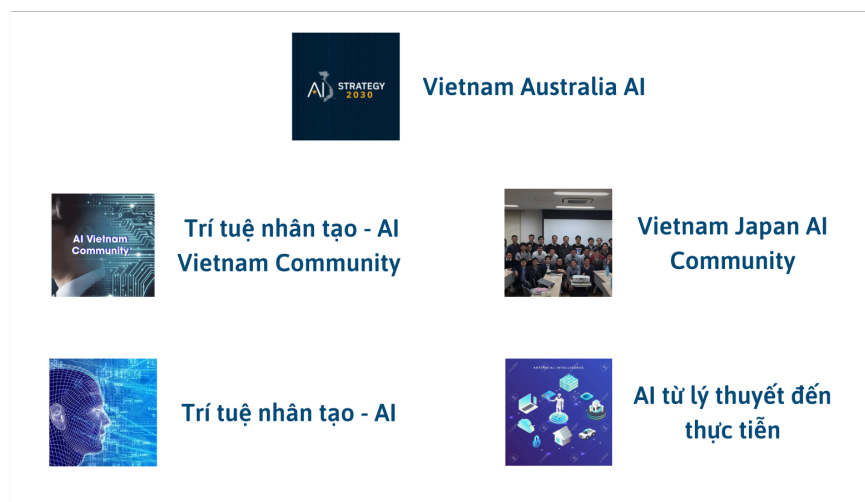 AI STRATEGY
2030
Vietnam Australia AI
AI Vietnam
Community
Trí tuệ nhân tạo - AI
Vietnam Community
Vietnam Japan AI
Community
Trí tuệ nhân tạo - AI
ARTIFICIAL INTELLIGENCE
AI từ lý thuyết đến
thực tiễn